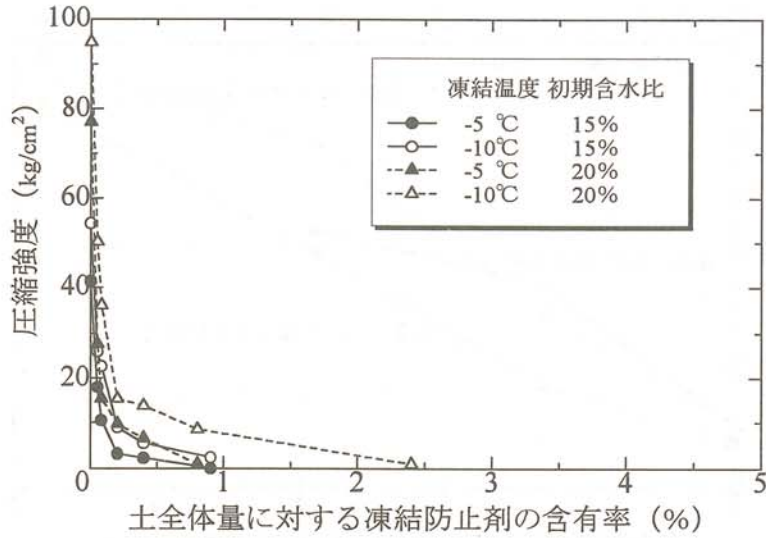 圧縮強度 (kg/cm²)
100
80
60
40
20
0
凍結温度 初期含水比
-5 ℃ 15%
-10℃ 15%
-5 ℃ 20%
-10℃ 20%
0 1 2 3 4 5
土全体量に対する凍結防止剤の含有率 (%)